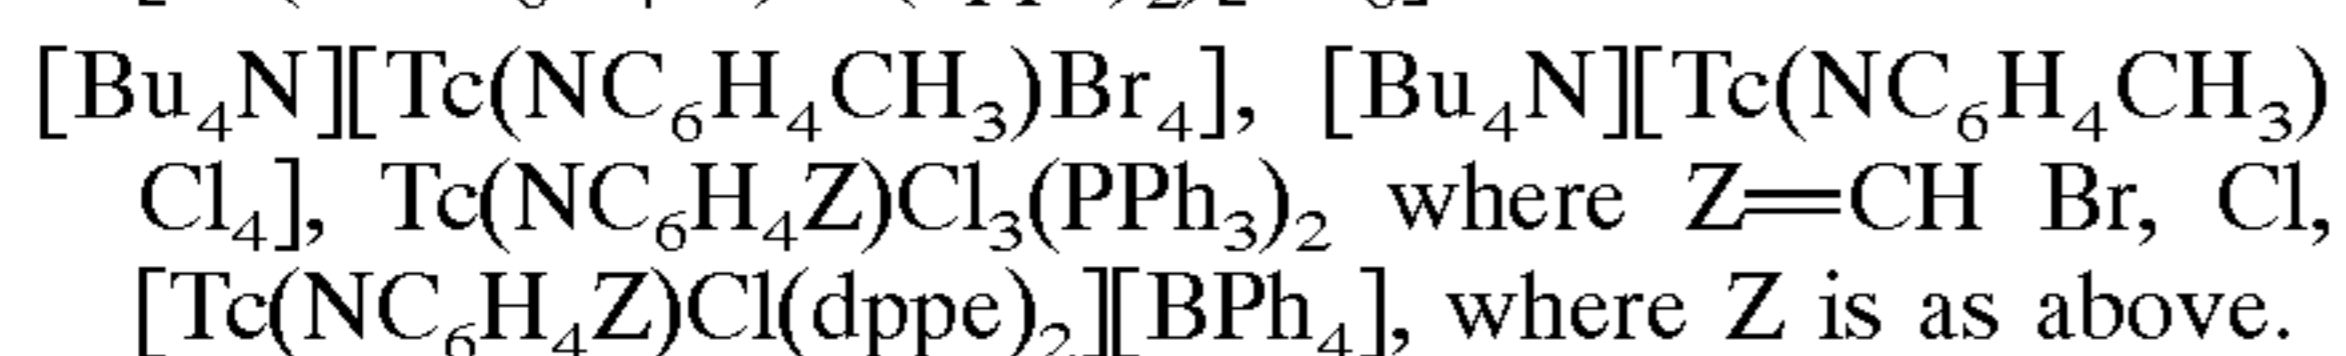 [Bu₄N][Tc(NC₆H₄CH₃)Br₄], [Bu₄N][Tc(NC₆H₄CH₃)
Cl₄], Tc(NC₆H₄Z)Cl₃(PPh₃)₂ where Z═CH Br, Cl,
[Tc(NC₆H₄Z)Cl(dppe)₂][BPh₄], where Z is as above.